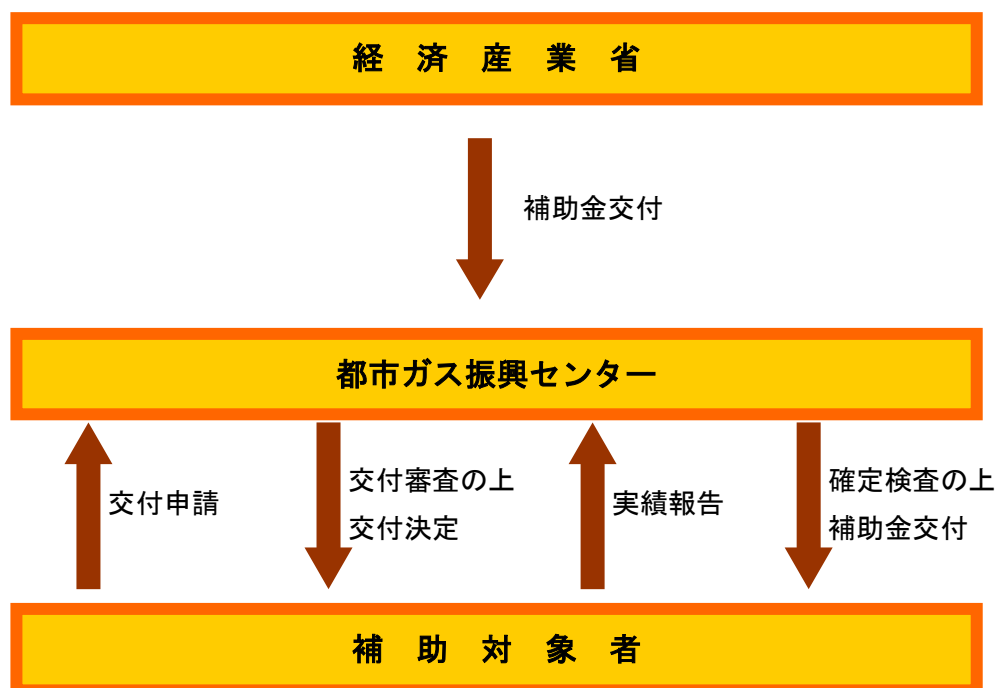 経 済 産 業 省
補助金交付
都市ガス振興センター
交付申請
交付審査の上
交付決定
実績報告
確定検査の上
補助金交付
補 助 対 象 者